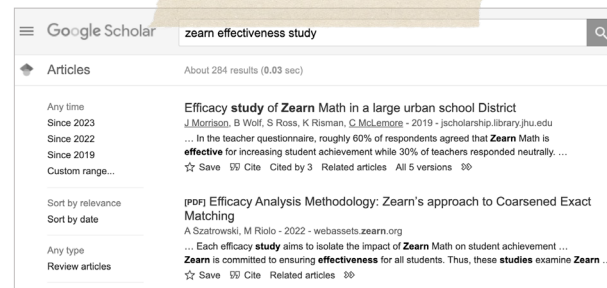 Google Scholar
zearn effectiveness study
Articles
About 284 results (0.03 sec)
Any time
Since 2023
Since 2022
Since 2019
Custom range...
Sort by relevance
Sort by date
Any type
Review articles
Efficacy study of Zearn Math in a large urban school District
J Morrison, B Wolf, S Ross, K Risman, C McLemore - 2019 - jscholarship.library.jhu.edu
… In the teacher questionnaire, roughly 60% of respondents agreed that Zearn Math is
effective for increasing student achievement while 30% of teachers responded neutrally. …
Save Cite Cited by 3 Related articles All 5 versions
[PDF] Efficacy Analysis Methodology: Zearn's approach to Coarsened Exact
Matching
A Szatrowski, M Riolo - 2022 - webassets.zearn.org
… Each efficacy study aims to isolate the impact of Zearn Math on student achievement …
Zearn is committed to ensuring effectiveness for all students. Thus, these studies examine Zearn …
Save Cite Related articles